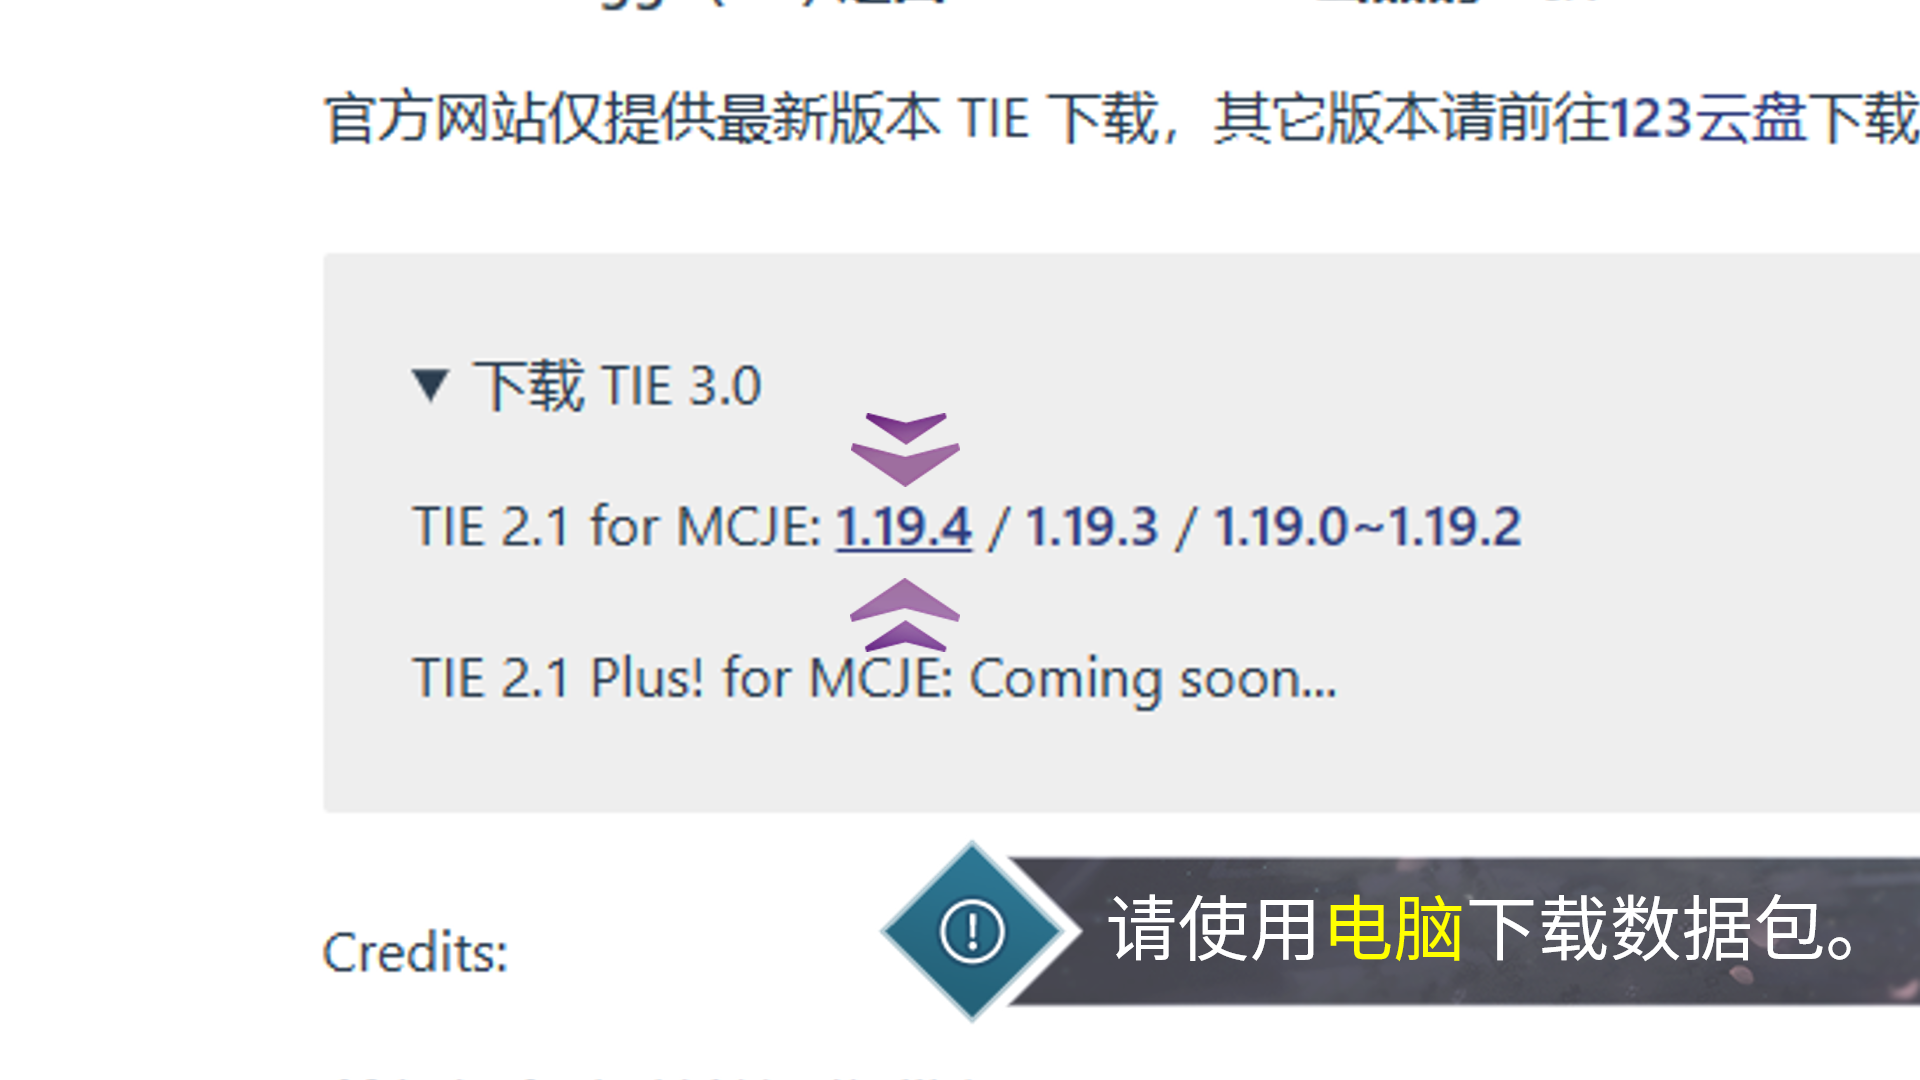 官方网站仅提供最新版本 TIE 下载，其它版本请前往123云盘下载
▼ 下载 TIE 3.0
TIE 2.1 for MCJE: 1.19.4 / 1.19.3 / 1.19.0~1.19.2
TIE 2.1 Plus! for MCJE: Coming soon...
Credits:
请使用电脑下载数据包。